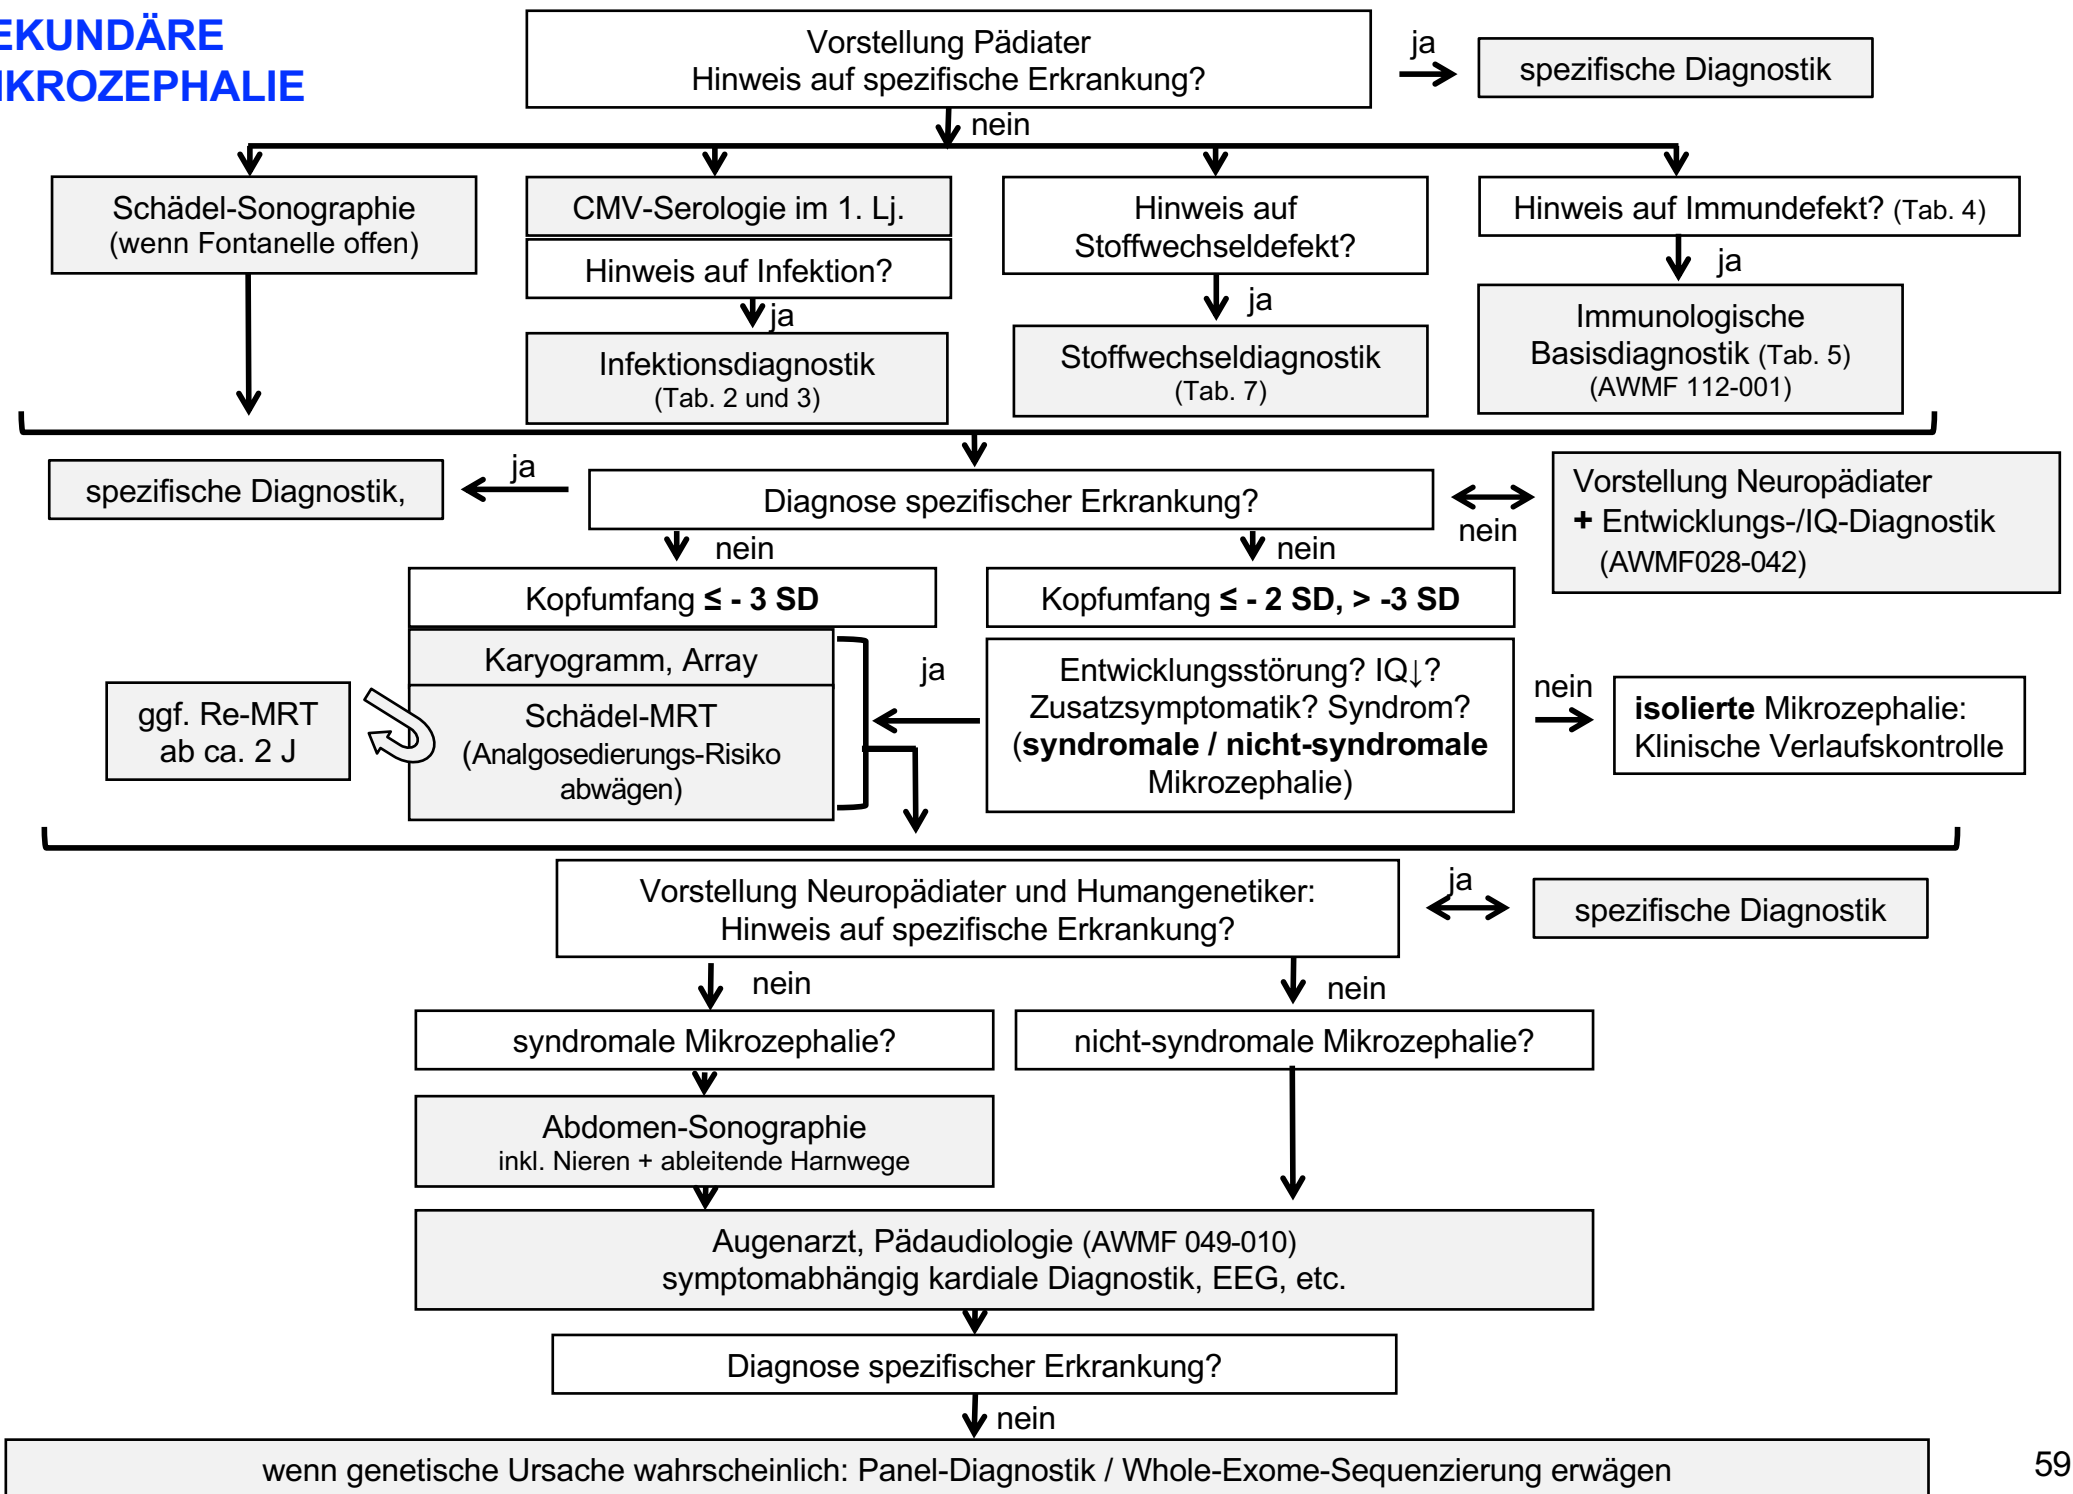 EKUNDÄRE
IKROZEPHALIE
Vorstellung Pädiater
Hinweis auf spezifische Erkrankung?
ja
spezifische Diagnostik
nein
Schädel-Sonographie
(wenn Fontanelle offen)
CMV-Serologie im 1. Lj.
Hinweis auf Infektion?
ja
Infektionsdiagnostik
(Tab. 2 und 3)
Hinweis auf
Stoffwechseldefekt?
ja
Stoffwechseldiagnostik
(Tab. 7)
Hinweis auf Immundefekt? (Tab. 4)
ja
Immunologische
Basisdiagnostik (Tab. 5)
(AWMF 112-001)
spezifische Diagnostik,
ja
Diagnose spezifischer Erkrankung?
nein
Vorstellung Neuropädiater
+ Entwicklungs-/IQ-Diagnostik
(AWMF028-042)
nein
nein
Kopfumfang ≤ - 3 SD
Kopfumfang ≤ - 2 SD, > -3 SD
Karyogramm, Array
Schädel-MRT
(Analgosedierungs-Risiko
abwägen)
ggf. Re-MRT
ab ca. 2 J
ja
Entwicklungsstörung? IQ↓?
Zusatzsymptomatik? Syndrom?
(syndromale / nicht-syndromale
Mikrozephalie)
nein
isolierte Mikrozephalie:
Klinische Verlaufskontrolle
Vorstellung Neuropädiater und Humangenetiker:
Hinweis auf spezifische Erkrankung?
ja
spezifische Diagnostik
nein
nein
syndromale Mikrozephalie?
nicht-syndromale Mikrozephalie?
Abdomen-Sonographie
inkl. Nieren + ableitende Harnwege
Augenarzt, Pädaudiologie (AWMF 049-010)
symptomabhängig kardiale Diagnostik, EEG, etc.
Diagnose spezifischer Erkrankung?
nein
wenn genetische Ursache wahrscheinlich: Panel-Diagnostik / Whole-Exome-Sequenzierung erwägen
59